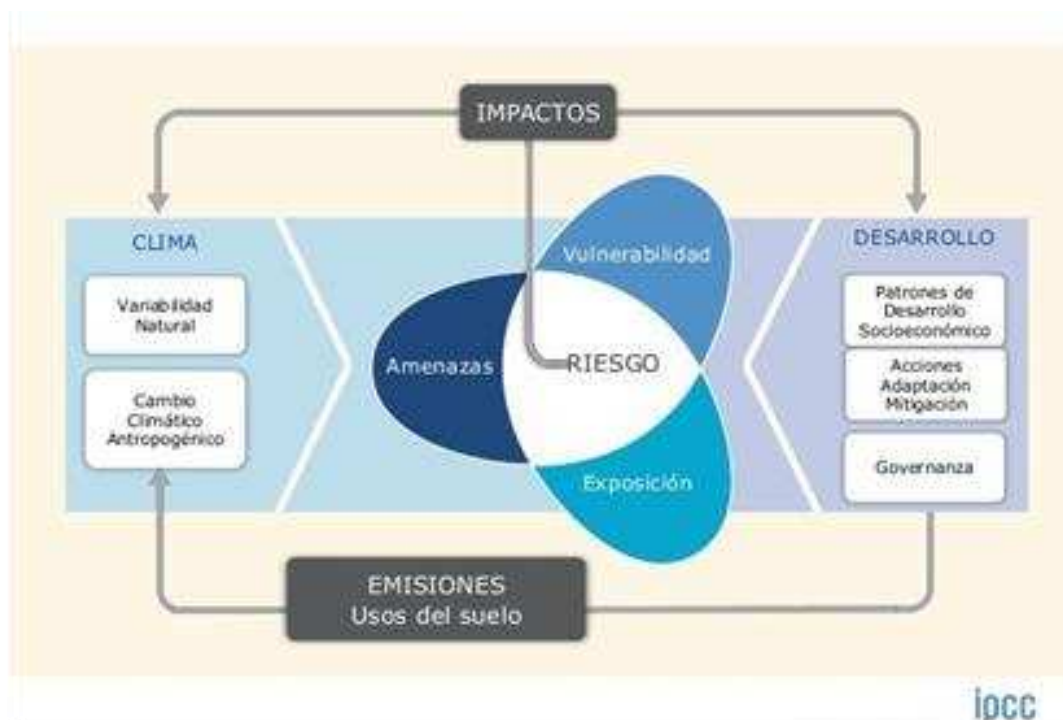 IMPACTOS
CLIMA
Variabilidad
Natural
Cambio
Climático
Antropogénico
Vulnerabilidad
Amenazas
RIESGO
Exposición
DESARROLLO
Patrones de
Desarrollo
Socioeconómico
Acciones
Adaptación
Mitigación
Governanza
EMISIONES
Usos del suelo
ipcc